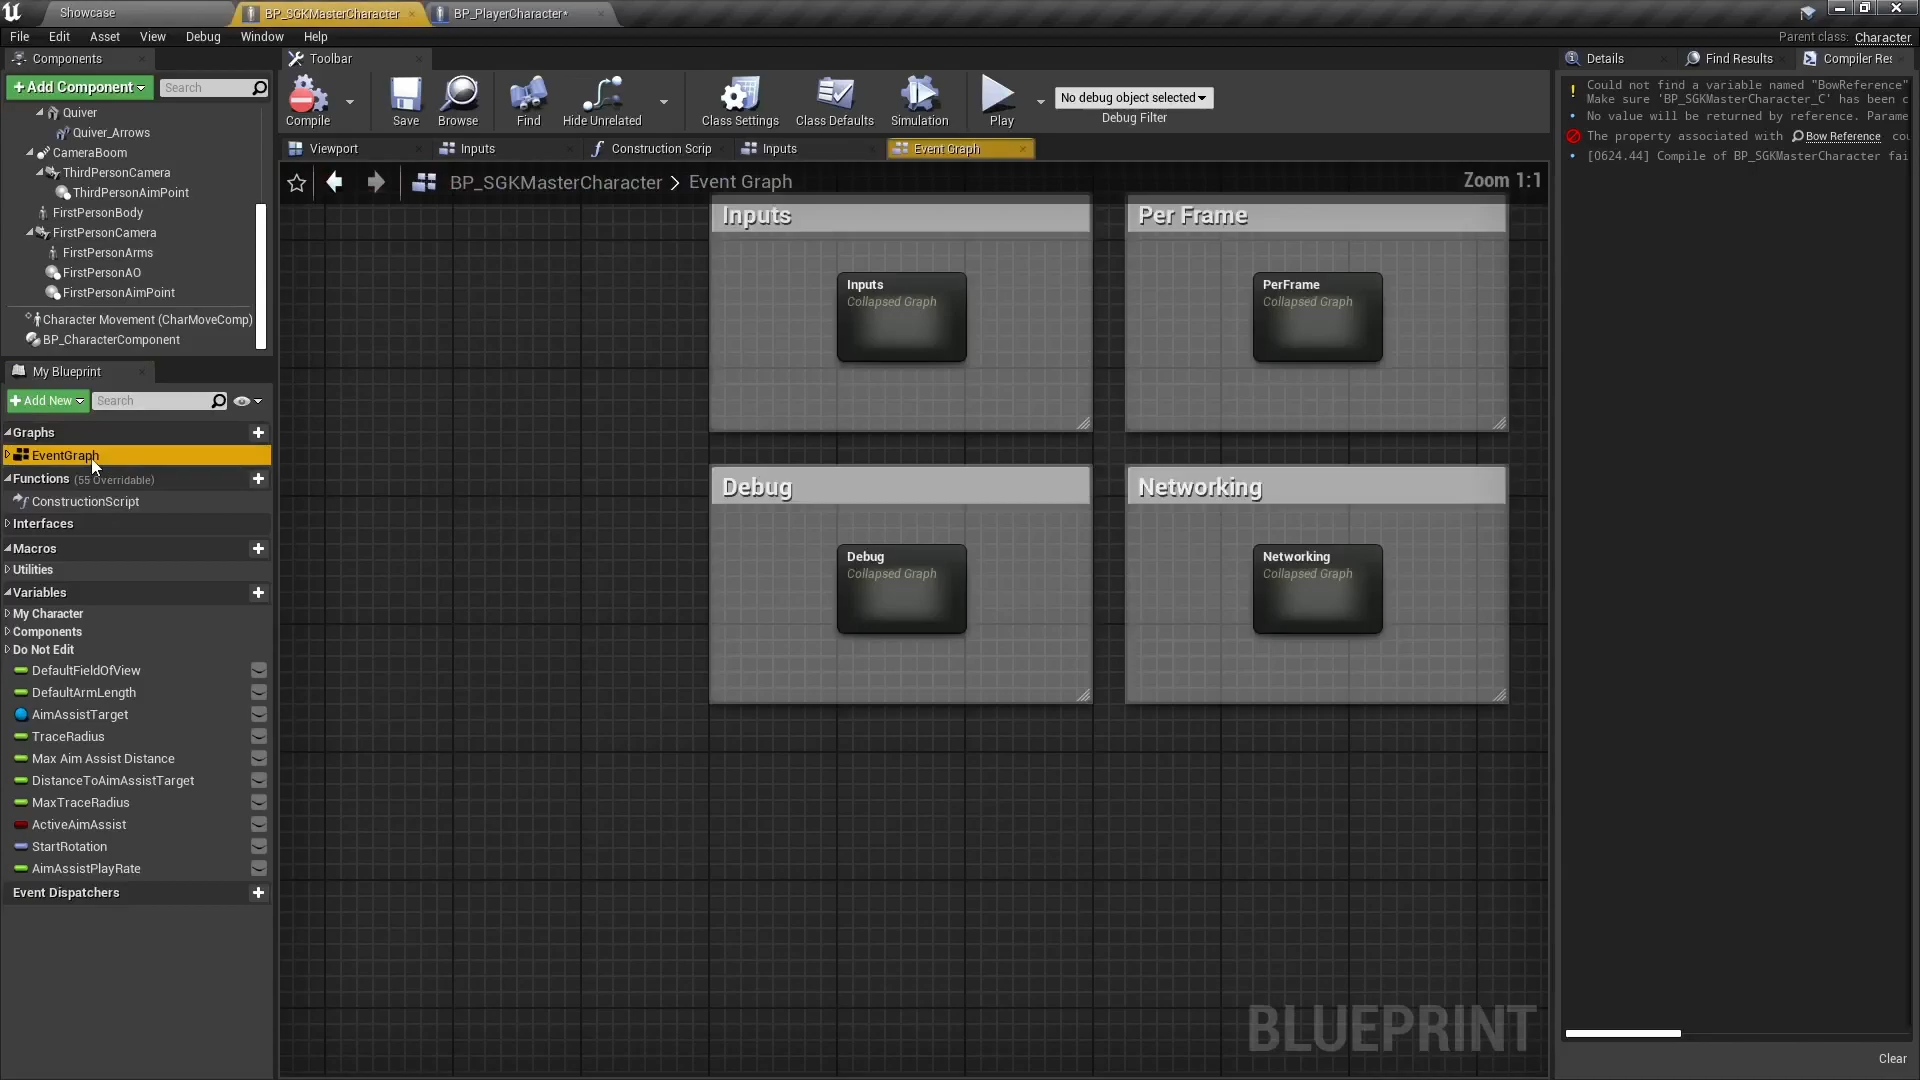 Showcase
BP_SGKMasterCharacter
BP_PlayerCharacter*
File Edit Asset View Debug Window Help
Parent class: Character
Components
+Add Component
Search
Quiver
Quiver_Arrows
CameraBoom
ThirdPersonCamera
ThirdPersonAimPoint
FirstPersonBody
FirstPersonCamera
FirstPersonArms
FirstPersonAO
FirstPersonAimPoint
Character Movement (CharMoveComp)
BP_CharacterComponent
My Blueprint
+Add New
Search
Graphs
EventGraph
Functions (55 Overridable)
ConstructionScript
Interfaces
Macros
Utilities
Variables
My Character
Components
Do Not Edit
DefaultFieldOfView
DefaultArmLength
AimAssistTarget
TraceRadius
Max Aim Assist Distance
DistanceToAimAssistTarget
MaxTraceRadius
ActiveAimAssist
StartRotation
AimAssistPlayRate
Event Dispatchers
Toolbar
Compile
Save
Browse
Find
Hide Unrelated
Class Settings
Class Defaults
Simulation
Play
No debug object selected
Debug Filter
Viewport
Inputs
Construction Scrip
Inputs
Event Graph
BP_SGKMasterCharacter > Event Graph
Zoom 1:1
Inputs
Inputs
Collapsed Graph
Per Frame
PerFrame
Collapsed Graph
Debug
Debug
Collapsed Graph
Networking
Networking
Collapsed Graph
BLUEPRINT
Details
Find Results
Compiler Res
Could not find a variable named "BowReference"
Make sure 'BP_SGKMasterCharacter_C' has been c
No value will be returned by reference. Parame
The property associated with Bow Reference cou
[0624.44] Compile of BP_SGKMasterCharacter fai
Clear